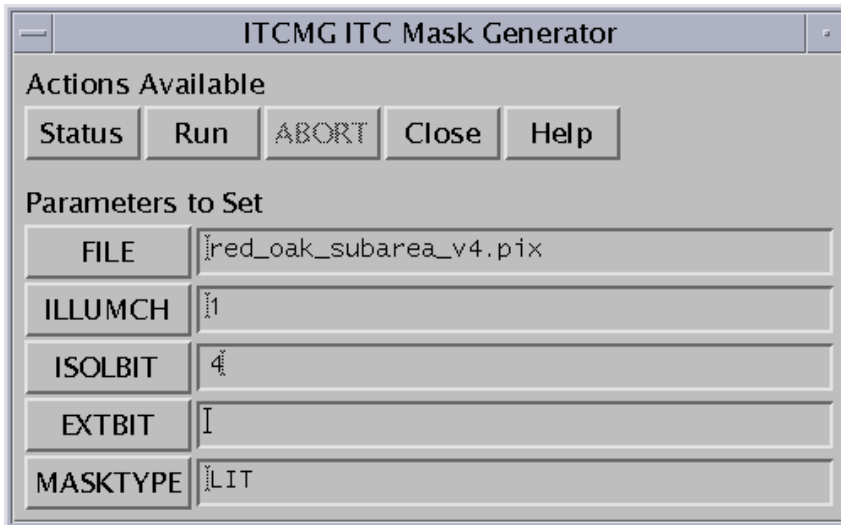 ITCMG ITC Mask Generator
Actions Available
Status Run ABORT Close Help
Parameters to Set
FILE red_oak_subarea_v4.pix
ILLUMCH 1
ISOLBIT 4
EXTBIT
MASKTYPE LIT